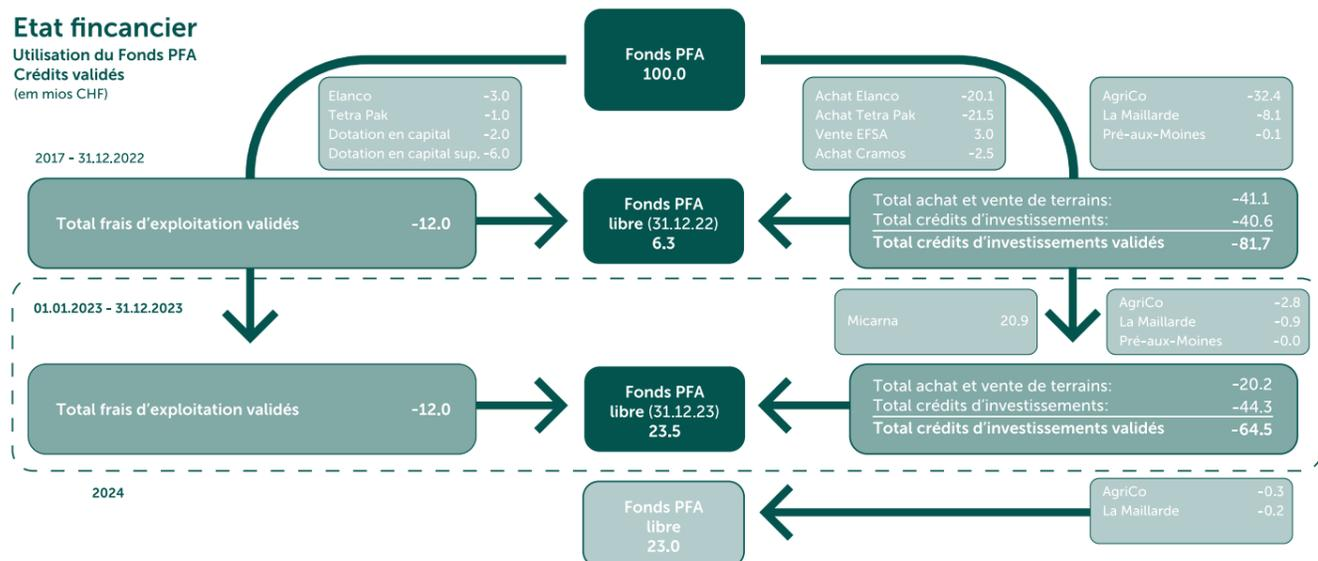 Etat fincancier
Utilisation du Fonds PFA
Crédits validés
(em mios CHF)
Fonds PFA
100.0
Elanco -3.0
Tetra Pak -1.0
Dotation en capital -2.0
Dotation en capital sup. -6.0
Achat Elanco -20.1
Achat Tetra Pak -21.5
Vente EFSA 3.0
Achat Cramos -2.5
AgriCo -32.4
La Maillarde -8.1
Pré-aux-Moines -0.1
2017 - 31.12.2022
Total frais d'exploitation validés -12.0
Fonds PFA
libre (31.12.22)
6.3
Total achat et vente de terrains: -41.1
Total crédits d'investissements: -40.6
Total crédits d'investissements validés -81.7
01.01.2023 - 31.12.2023
Micarna 20.9
AgriCo -2.8
La Maillarde -0.9
Pré-aux-Moines -0.0
Total frais d'exploitation validés -12.0
Fonds PFA
libre (31.12.23)
23.5
Total achat et vente de terrains: -20.2
Total crédits d'investissements: -44.3
Total crédits d'investissements validés -64.5
2024
Fonds PFA
libre
23.0
AgriCo -0.3
La Maillarde -0.2